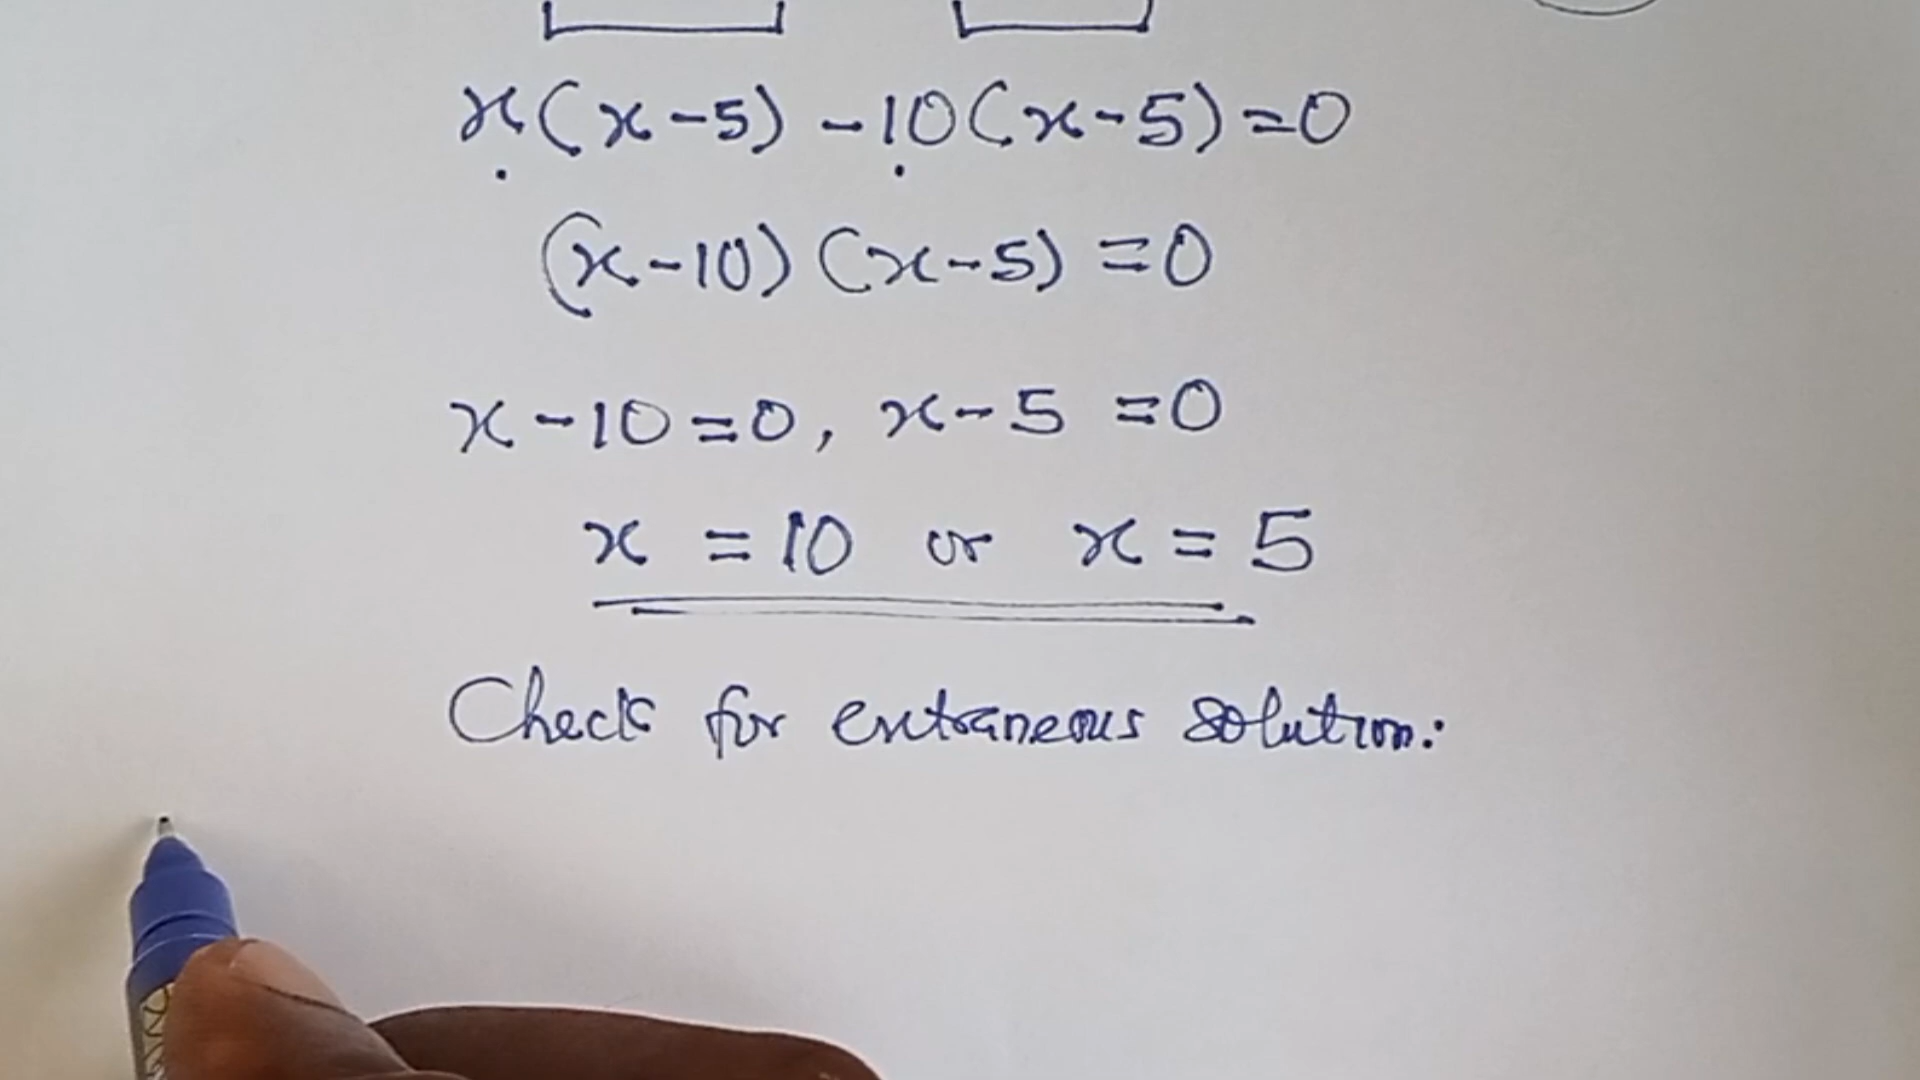 x(x-5) -10(x-5)=0
(x-10)(x-5)=0
x-10=0, x-5=0
x = 10 or x = 5
Check for extraneous solution: